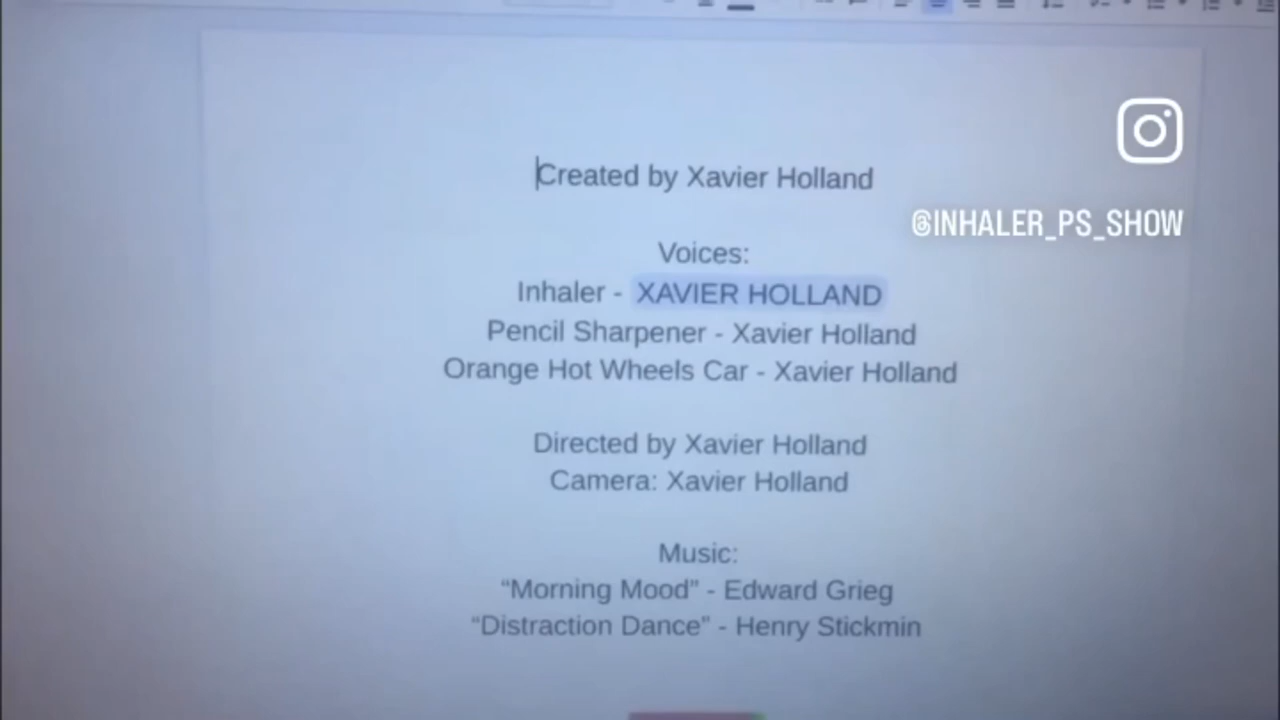 Created by Xavier Holland
@INHALER_PS_SHOW
Voices:
Inhaler - XAVIER HOLLAND
Pencil Sharpener - Xavier Holland
Orange Hot Wheels Car - Xavier Holland
Directed by Xavier Holland
Camera: Xavier Holland
Music:
“Morning Mood” - Edward Grieg
“Distraction Dance” - Henry Stickmin